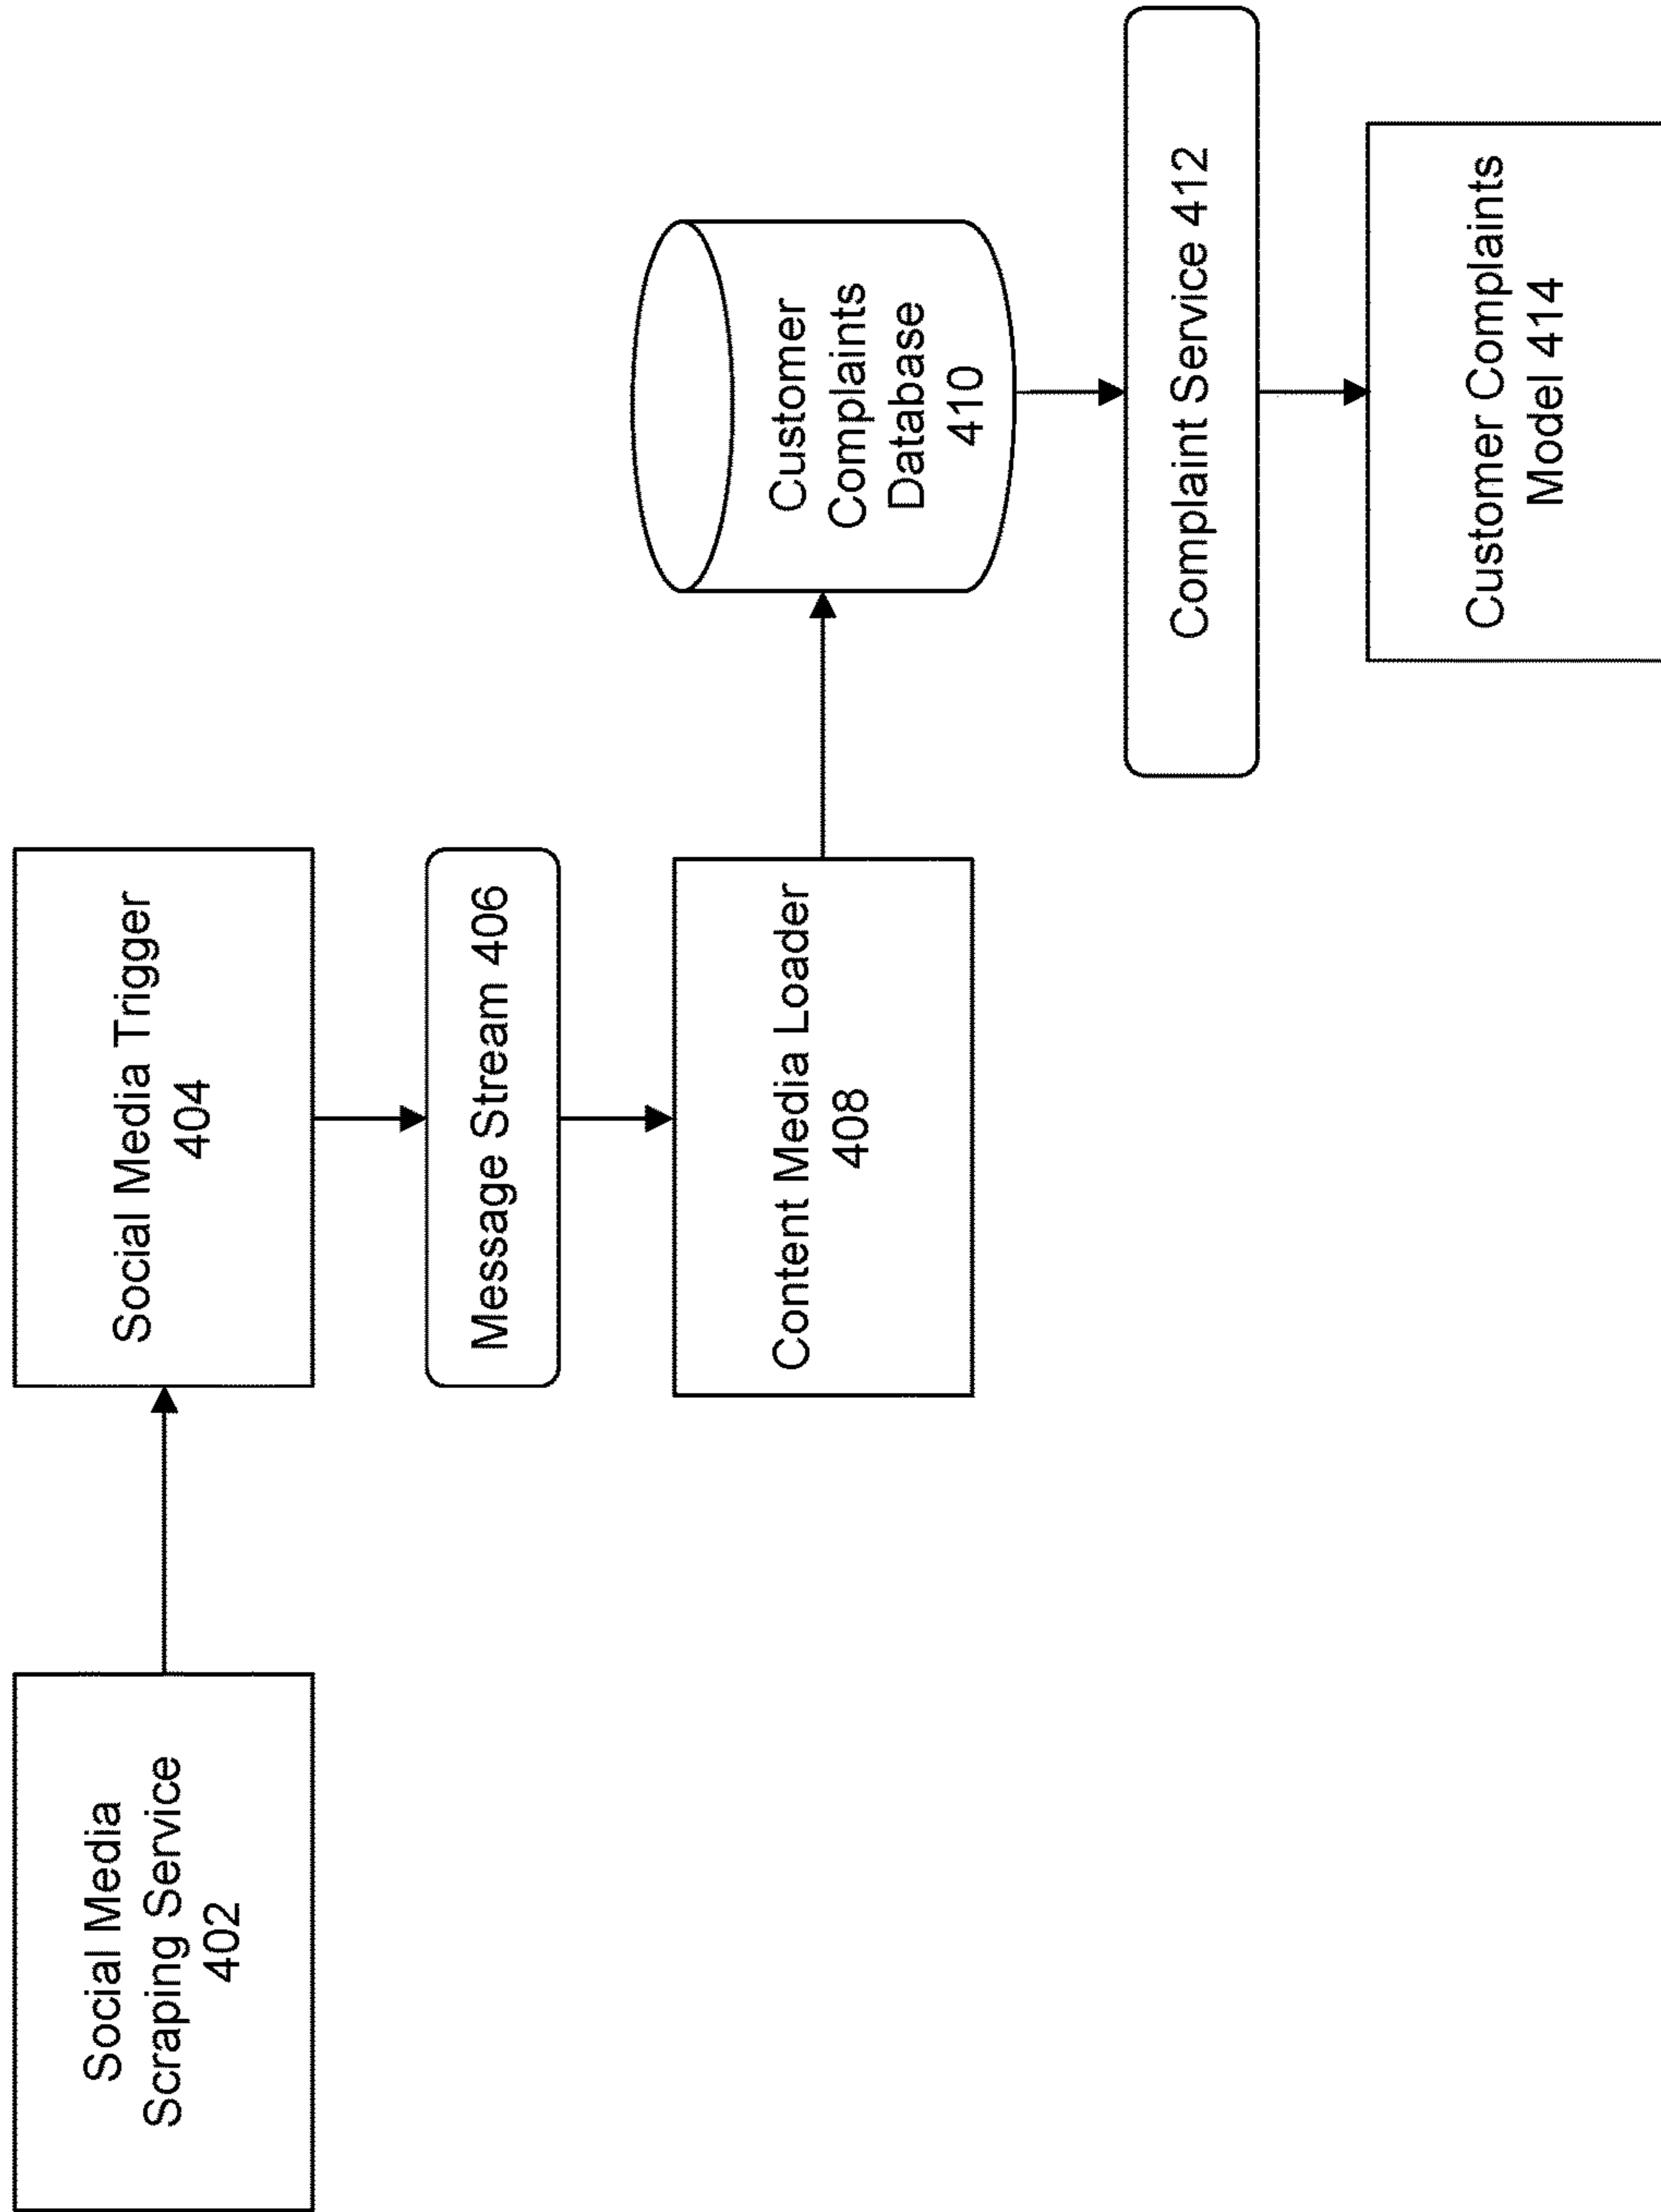 Social Media
Scraping Service
402
Social Media Trigger
404
Message Stream 406
Content Media Loader
408
Customer
Complaints
Database
410
Complaint Service 412
Customer Complaints
Model 414